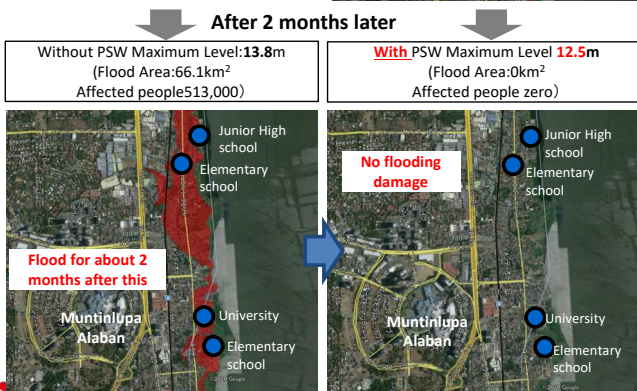 After 2 months later
Without PSW Maximum Level:13.8m
(Flood Area:66.1km²
Affected people513,000)
With PSW Maximum Level 12.5m
(Flood Area:0km²
Affected people zero)
Junior High
school
Elementary
school
Flood for about 2
months after this
Muntinlupa
Alaban
University
Elementary
school
Junior High
school
Elementary
school
No flooding
damage
Muntinlupa
Alaban
University
Elementary
school
© 2020 Google